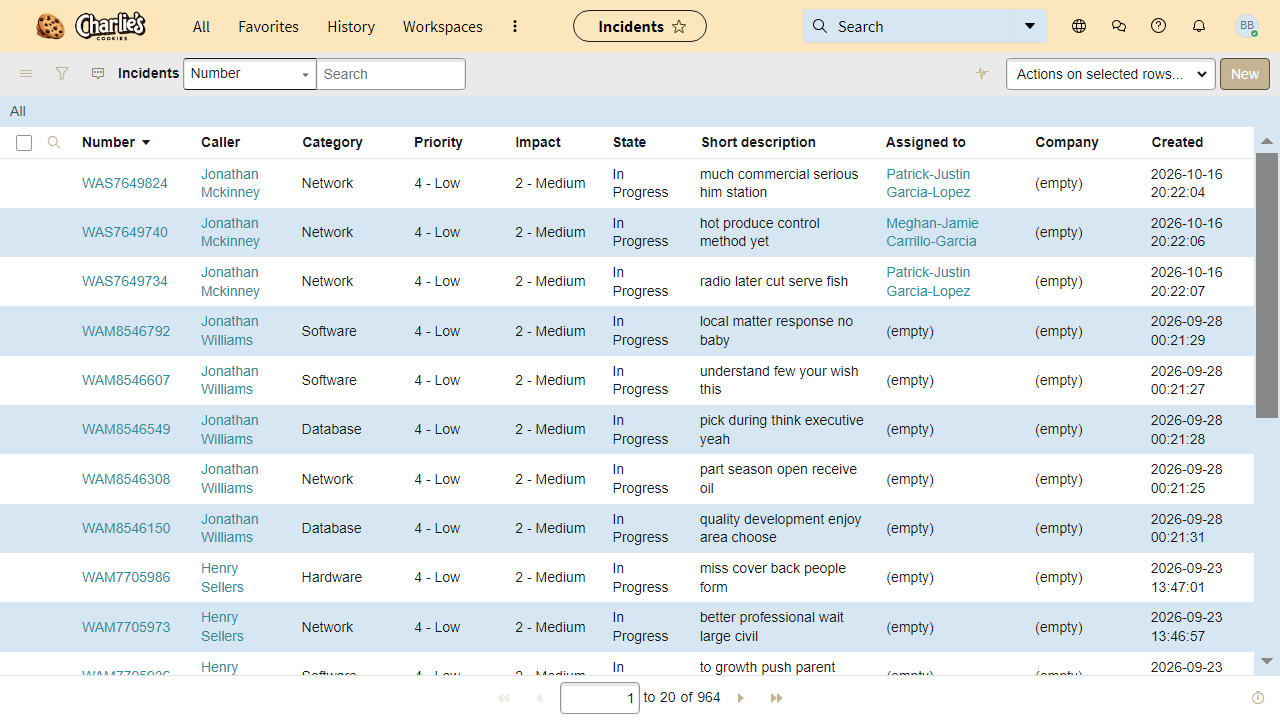 Charlie's
COOKIES
All
Favorites
History
Workspaces
Incidents
Search
BB
Incidents
Number
Search
Actions on selected rows...
New
All
Number
Caller
Category
Priority
Impact
State
Short description
Assigned to
Company
Created
WAS7649824
Jonathan
Mckinney
Network
4 - Low
2 - Medium
In
Progress
much commercial serious
him station
Patrick-Justin
Garcia-Lopez
(empty)
2026-10-16
20:22:04
WAS7649740
Jonathan
Mckinney
Network
4 - Low
2 - Medium
In
Progress
hot produce control
method yet
Meghan-Jamie
Carrillo-Garcia
(empty)
2026-10-16
20:22:06
WAS7649734
Jonathan
Mckinney
Network
4 - Low
2 - Medium
In
Progress
radio later cut serve fish
Patrick-Justin
Garcia-Lopez
(empty)
2026-10-16
20:22:07
WAM8546792
Jonathan
Williams
Software
4 - Low
2 - Medium
In
Progress
local matter response no
baby
(empty)
(empty)
2026-09-28
00:21:29
WAM8546607
Jonathan
Williams
Software
4 - Low
2 - Medium
In
Progress
understand few your wish
this
(empty)
(empty)
2026-09-28
00:21:27
WAM8546549
Jonathan
Williams
Database
4 - Low
2 - Medium
In
Progress
pick during think executive
yeah
(empty)
(empty)
2026-09-28
00:21:28
WAM8546308
Jonathan
Williams
Network
4 - Low
2 - Medium
In
Progress
part season open receive
oil
(empty)
(empty)
2026-09-28
00:21:25
WAM8546150
Jonathan
Williams
Database
4 - Low
2 - Medium
In
Progress
quality development enjoy
area choose
(empty)
(empty)
2026-09-28
00:21:31
WAM7705986
Henry
Sellers
Hardware
4 - Low
2 - Medium
In
Progress
miss cover back people
form
(empty)
(empty)
2026-09-23
13:47:01
WAM7705973
Henry
Sellers
Network
4 - Low
2 - Medium
In
Progress
better professional wait
large civil
(empty)
(empty)
2026-09-23
13:46:57
Henry
In
to growth push parent
2026-09-23
1
to 20 of 964